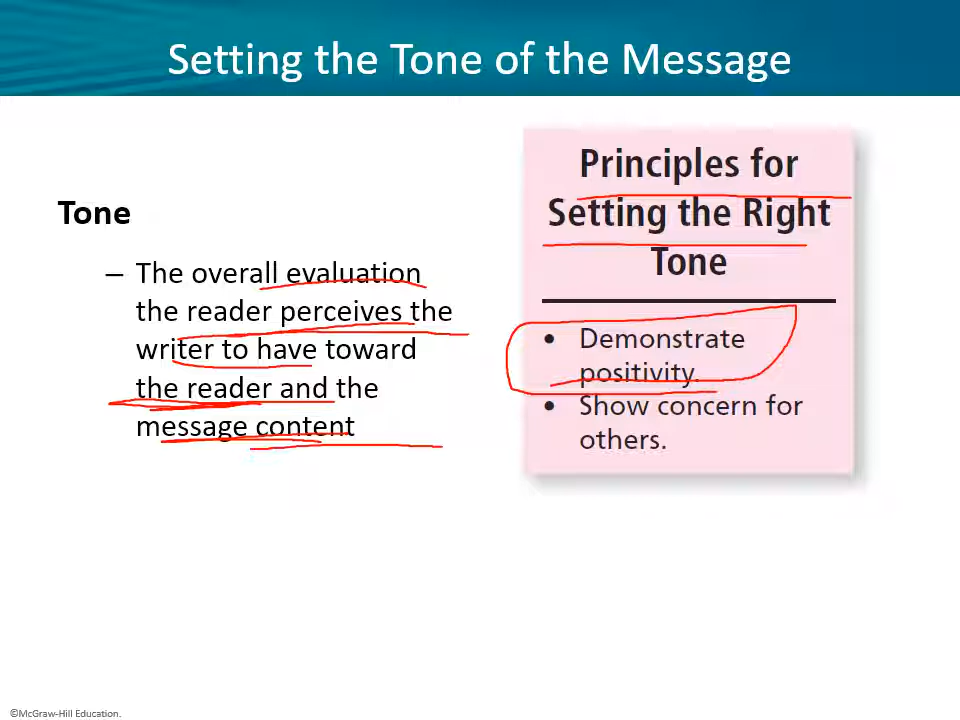 Setting the Tone of the Message
Tone
– The overall evaluation
the reader perceives the
writer to have toward
the reader and the
message content
Principles for
Setting the Right
Tone
• Demonstrate
positivity.
• Show concern for
others.
©McGraw-Hill Education.